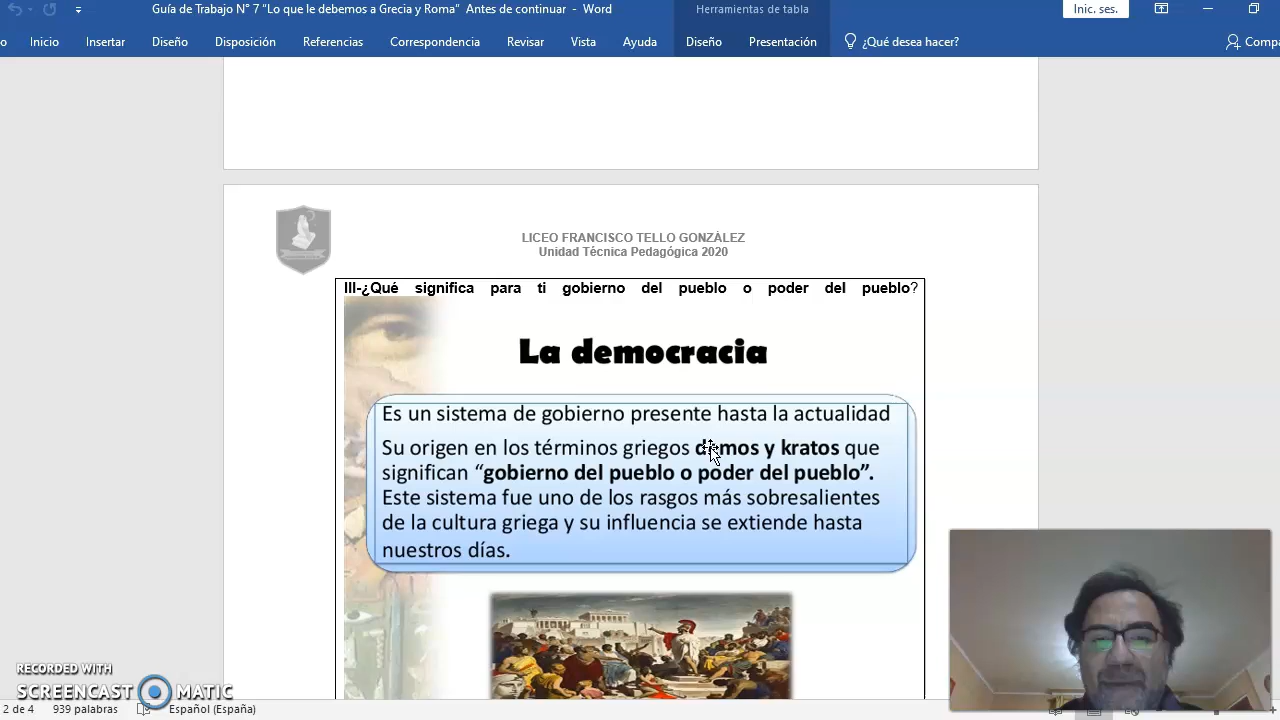 Guía de Trabajo N° 7 “Lo que le debemos a Grecia y Roma” Antes de continuar - Word
Herramientas de tabla
Inic. ses.
o Inicio Insertar Diseño Disposición Referencias Correspondencia Revisar Vista Ayuda Diseño Presentación ¿Qué desea hacer? Compa
LICEO FRANCISCO TELLO GONZÀLEZ
Unidad Técnica Pedagógica 2020
III-¿Qué significa para ti gobierno del pueblo o poder del pueblo?
La democracia
Es un sistema de gobierno presente hasta la actualidad
Su origen en los términos griegos demos y kratos que
significan “gobierno del pueblo o poder del pueblo”.
Este sistema fue uno de los rasgos más sobresalientes
de la cultura griega y su influencia se extiende hasta
nuestros días.
RECORDED WITH
SCREENCAST MATIC
2 de 4 939 palabras Español (España)